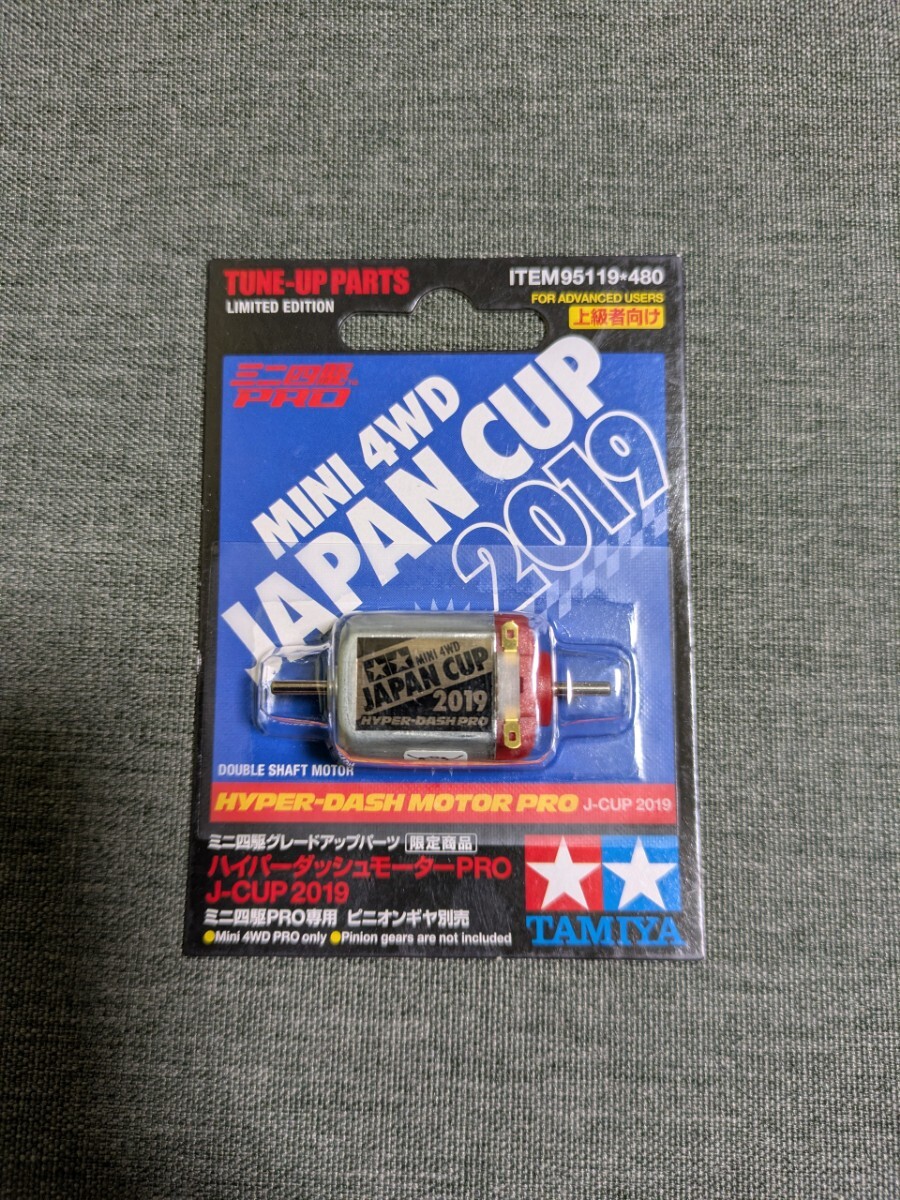 TUNE-UP PARTS
LIMITED EDITION
ITEM95119*480
FOR ADVANCED USERS
上級者向け
ミニ四駆
PRO
MINI 4WD
JAPAN CUP
2019
MINI 4WD
JAPAN CUP
2019
HYPER-DASH PRO
DOUBLE SHAFT MOTOR
HYPER-DASH MOTOR PRO J-CUP 2019
ミニ四駆グレードアップパーツ 限定商品
ハイパーダッシュモーターPRO
J-CUP 2019
ミニ四駆PRO専用 ピニオンギヤ別売
●Mini 4WD PRO only ●Pinion gears are not included
TAMIYA